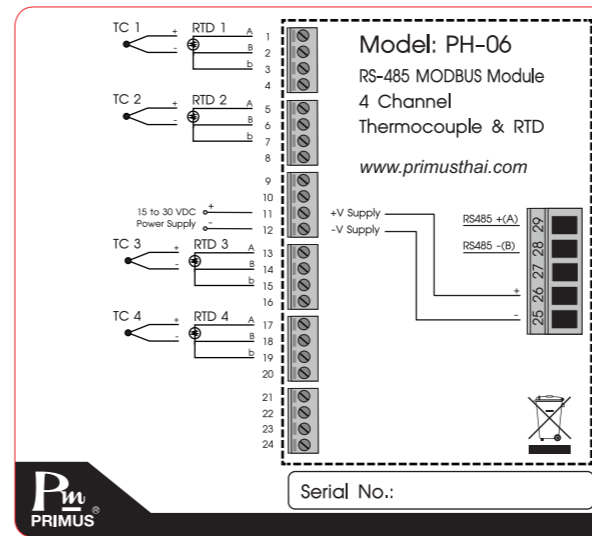 Model: PH-06
RS-485 MODBUS Module
4 Channel
Thermocouple & RTD
www.primusthai.com
TC 1 + - RTD 1 A B b
1
2
3
4
TC 2 + - RTD 2 A B b
5
6
7
8
9
10
15 to 30 VDC + 11 +V Supply
Power Supply - 12 -V Supply
TC 3 + - RTD 3 A B b
13
14
15
16
TC 4 + - RTD 4 A B b
17
18
19
20
21
22
23
24
RS485 +(A) 29
RS485 -(B) 28
27
+ 26
- 25
Serial No.:
Pm
PRIMUS ®